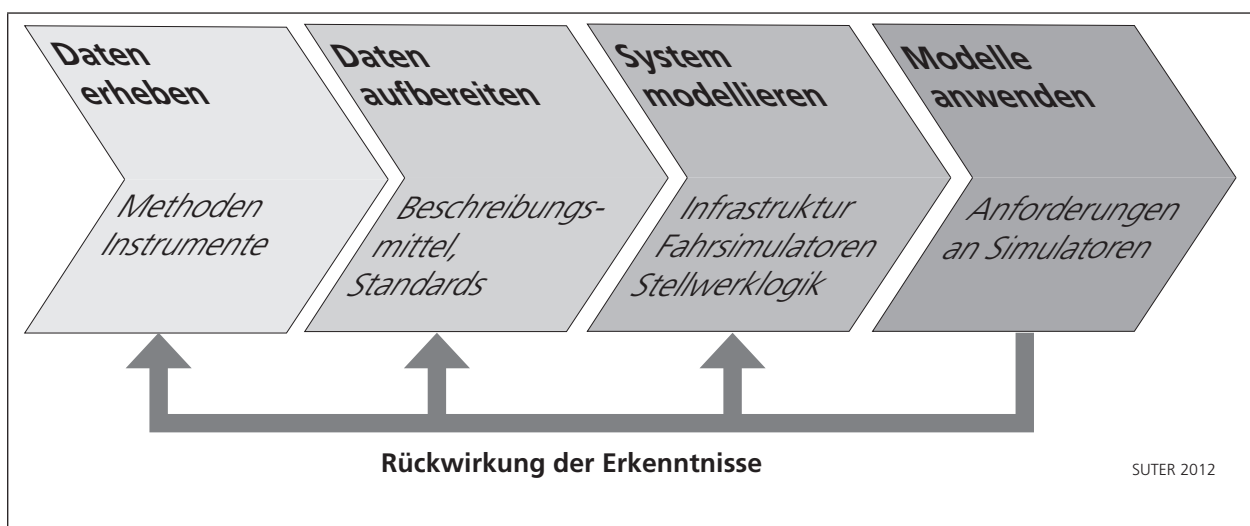 Daten
erheben
Methoden
Instrumente
Daten
aufbereiten
Beschreibungs-
mittel,
Standards
System
modellieren
Infrastruktur
Fahrsimulatoren
Stellwerklogik
Modelle
anwenden
Anforderungen
an Simulatoren
Rückwirkung der Erkenntnisse
SUTER 2012